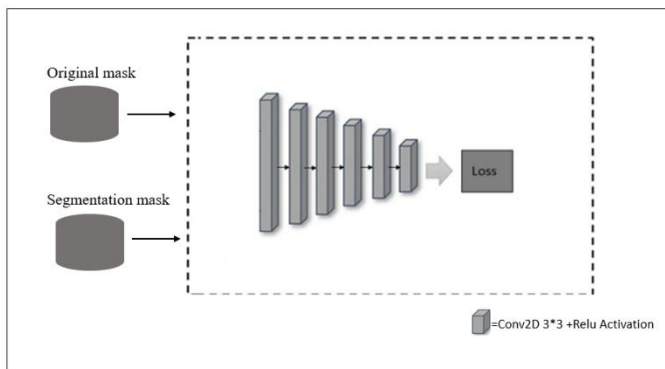 Original mask
Segmentation mask
Loss
=Conv2D 3*3 +Relu Activation